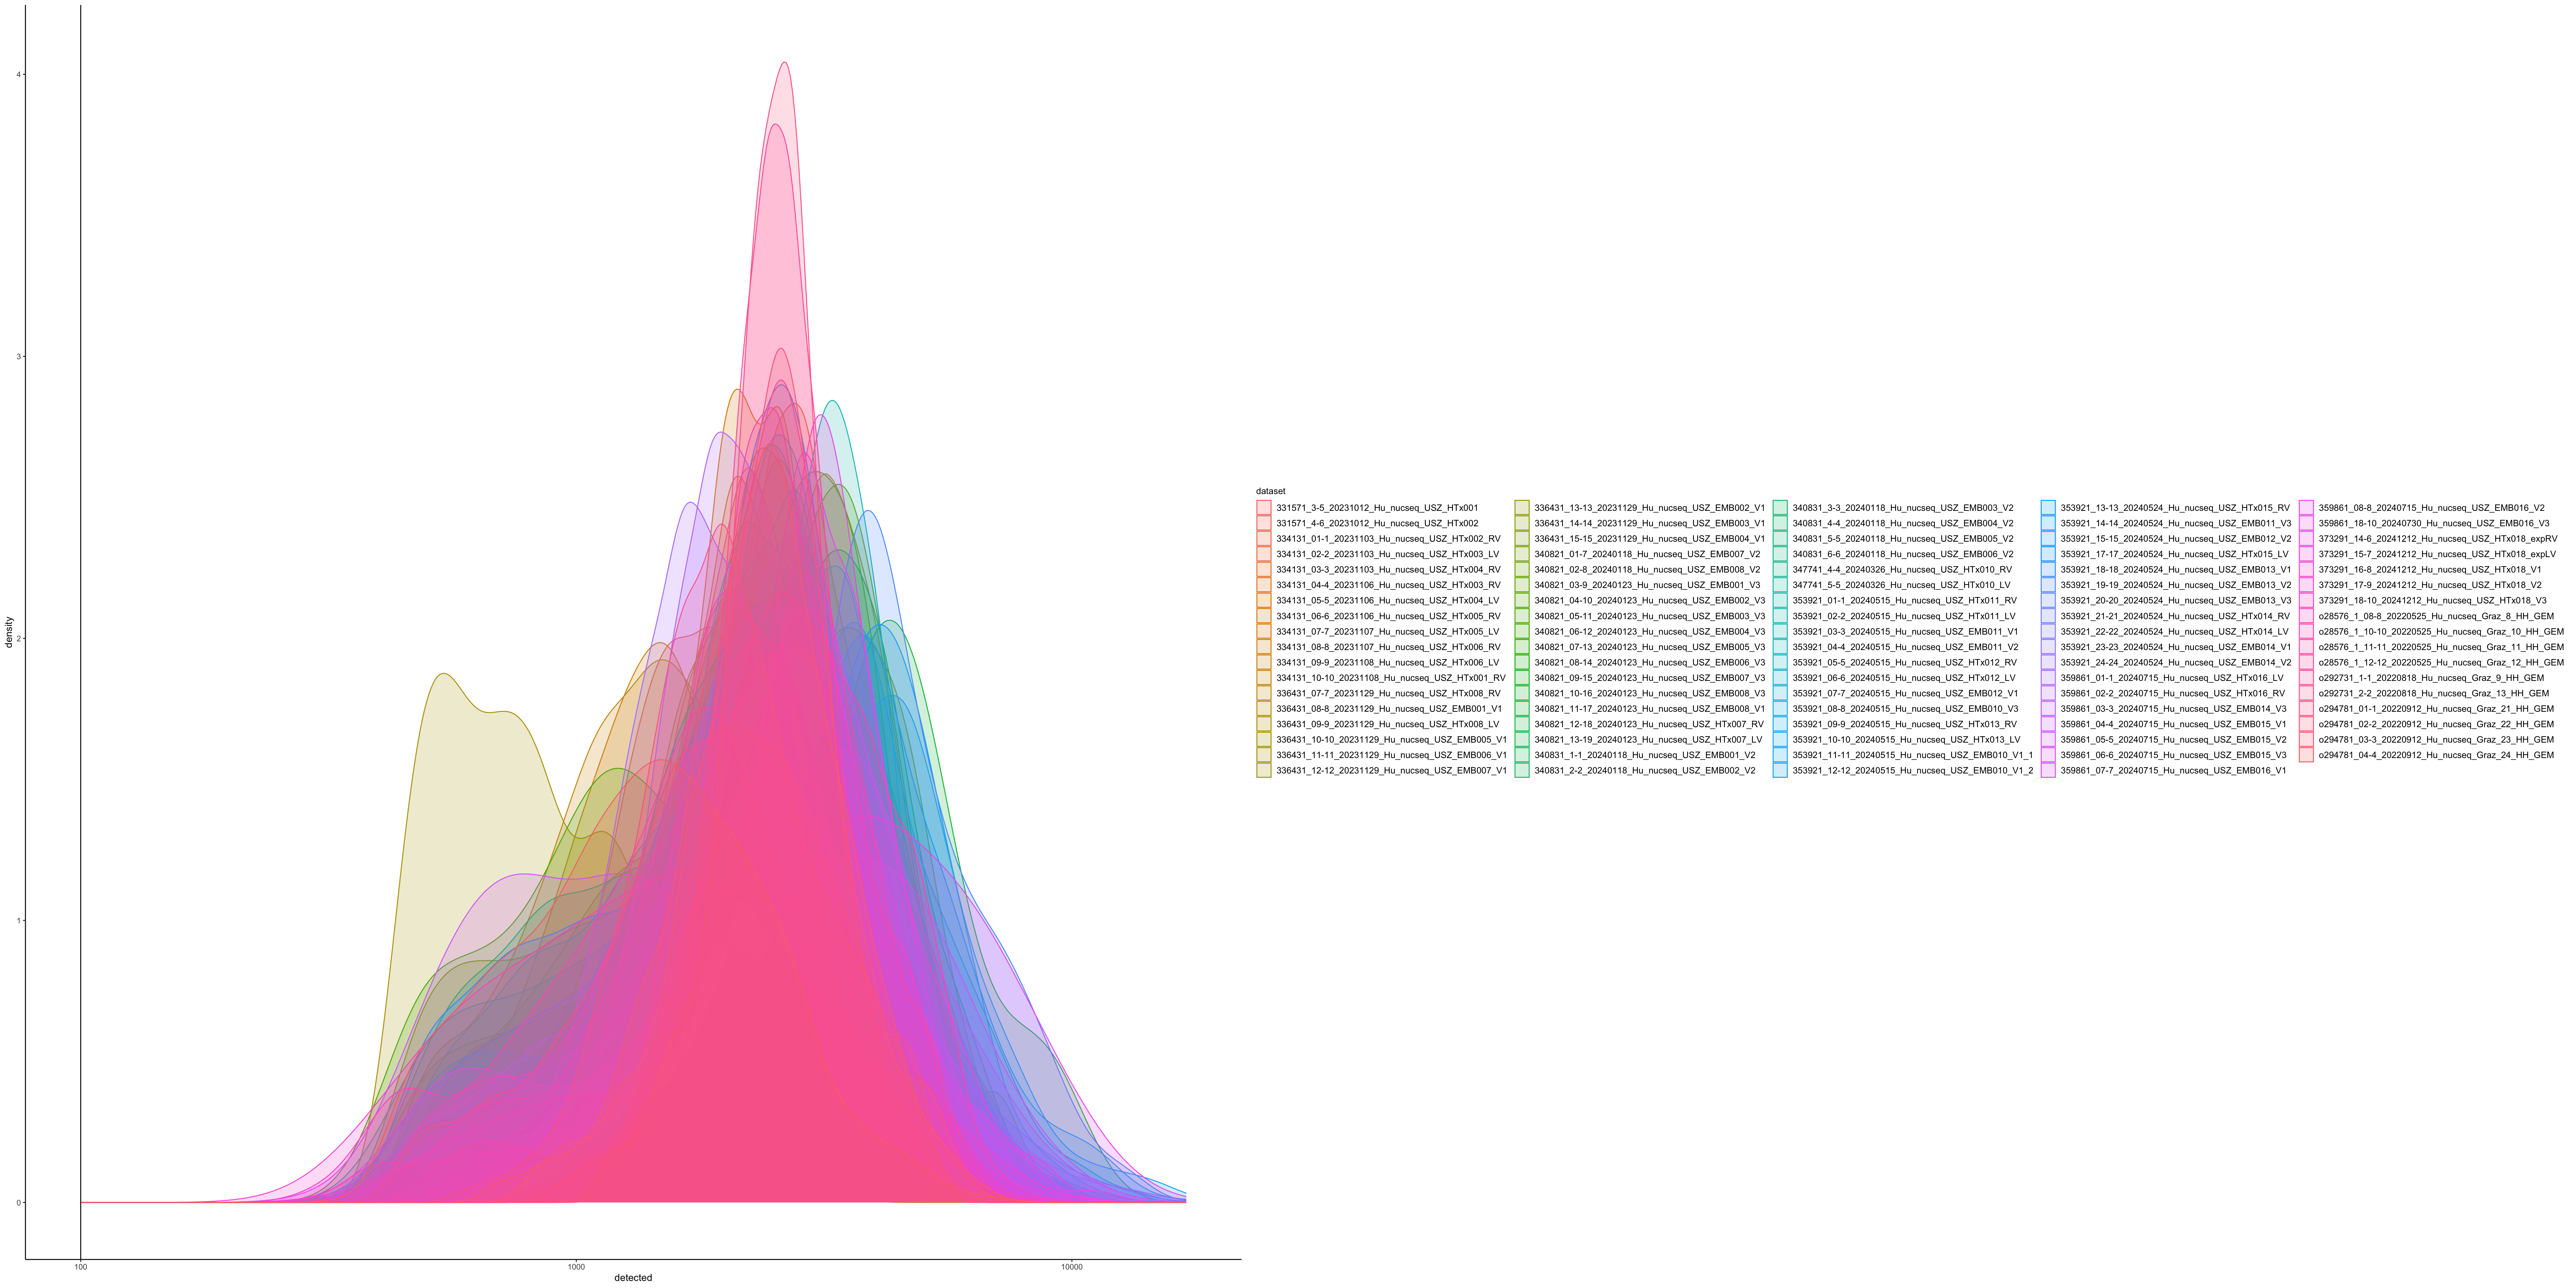 4
3
2
1
0
density
100
1000
10000
detected
dataset
331571_3-5_20231012_Hu_nucseq_USZ_HTx001
331571_4-6_20231012_Hu_nucseq_USZ_HTx002
334131_01-1_20231103_Hu_nucseq_USZ_HTx002_RV
334131_02-2_20231103_Hu_nucseq_USZ_HTx003_LV
334131_03-3_20231103_Hu_nucseq_USZ_HTx004_RV
334131_04-4_20231106_Hu_nucseq_USZ_HTx003_RV
334131_05-5_20231106_Hu_nucseq_USZ_HTx004_LV
334131_06-6_20231106_Hu_nucseq_USZ_HTx005_RV
334131_07-7_20231107_Hu_nucseq_USZ_HTx005_LV
334131_08-8_20231107_Hu_nucseq_USZ_HTx006_RV
334131_09-9_20231108_Hu_nucseq_USZ_HTx006_LV
334131_10-10_20231108_Hu_nucseq_USZ_HTx001_RV
336431_07-7_20231129_Hu_nucseq_USZ_HTx008_RV
336431_08-8_20231129_Hu_nucseq_USZ_EMB001_V1
336431_09-9_20231129_Hu_nucseq_USZ_HTx008_LV
336431_10-10_20231129_Hu_nucseq_USZ_EMB005_V1
336431_11-11_20231129_Hu_nucseq_USZ_EMB006_V1
336431_12-12_20231129_Hu_nucseq_USZ_EMB007_V1
336431_13-13_20231129_Hu_nucseq_USZ_EMB002_V1
336431_14-14_20231129_Hu_nucseq_USZ_EMB003_V1
336431_15-15_20231129_Hu_nucseq_USZ_EMB004_V1
340821_01-7_20240118_Hu_nucseq_USZ_EMB007_V2
340821_02-8_20240118_Hu_nucseq_USZ_EMB008_V2
340821_03-9_20240123_Hu_nucseq_USZ_EMB001_V3
340821_04-10_20240123_Hu_nucseq_USZ_EMB002_V3
340821_05-11_20240123_Hu_nucseq_USZ_EMB003_V3
340821_06-12_20240123_Hu_nucseq_USZ_EMB004_V3
340821_07-13_20240123_Hu_nucseq_USZ_EMB005_V3
340821_08-14_20240123_Hu_nucseq_USZ_EMB006_V3
340821_09-15_20240123_Hu_nucseq_USZ_EMB007_V3
340821_10-16_20240123_Hu_nucseq_USZ_EMB008_V3
340821_11-17_20240123_Hu_nucseq_USZ_EMB008_V1
340821_12-18_20240123_Hu_nucseq_USZ_HTx007_RV
340821_13-19_20240123_Hu_nucseq_USZ_HTx007_LV
340831_1-1_20240118_Hu_nucseq_USZ_EMB001_V2
340831_2-2_20240118_Hu_nucseq_USZ_EMB002_V2
340831_3-3_20240118_Hu_nucseq_USZ_EMB003_V2
340831_4-4_20240118_Hu_nucseq_USZ_EMB004_V2
340831_5-5_20240118_Hu_nucseq_USZ_EMB005_V2
340831_6-6_20240118_Hu_nucseq_USZ_EMB006_V2
347741_4-4_20240326_Hu_nucseq_USZ_HTx010_RV
347741_5-5_20240326_Hu_nucseq_USZ_HTx010_LV
353921_01-1_20240515_Hu_nucseq_USZ_HTx011_RV
353921_02-2_20240515_Hu_nucseq_USZ_HTx011_LV
353921_03-3_20240515_Hu_nucseq_USZ_EMB011_V1
353921_04-4_20240515_Hu_nucseq_USZ_EMB011_V2
353921_05-5_20240515_Hu_nucseq_USZ_HTx012_RV
353921_06-6_20240515_Hu_nucseq_USZ_HTx012_LV
353921_07-7_20240515_Hu_nucseq_USZ_EMB012_V1
353921_08-8_20240515_Hu_nucseq_USZ_EMB010_V3
353921_09-9_20240515_Hu_nucseq_USZ_HTx013_RV
353921_10-10_20240515_Hu_nucseq_USZ_HTx013_LV
353921_11-11_20240515_Hu_nucseq_USZ_EMB010_V1_1
353921_12-12_20240515_Hu_nucseq_USZ_EMB010_V1_2
353921_13-13_20240524_Hu_nucseq_USZ_HTx015_RV
353921_14-14_20240524_Hu_nucseq_USZ_EMB011_V3
353921_15-15_20240524_Hu_nucseq_USZ_EMB012_V2
353921_17-17_20240524_Hu_nucseq_USZ_HTx015_LV
353921_18-18_20240524_Hu_nucseq_USZ_EMB013_V1
353921_19-19_20240524_Hu_nucseq_USZ_EMB013_V2
353921_20-20_20240524_Hu_nucseq_USZ_EMB013_V3
353921_21-21_20240524_Hu_nucseq_USZ_HTx014_RV
353921_22-22_20240524_Hu_nucseq_USZ_HTx014_LV
353921_23-23_20240524_Hu_nucseq_USZ_EMB014_V1
353921_24-24_20240524_Hu_nucseq_USZ_EMB014_V2
359861_01-1_20240715_Hu_nucseq_USZ_HTx016_LV
359861_02-2_20240715_Hu_nucseq_USZ_HTx016_RV
359861_03-3_20240715_Hu_nucseq_USZ_EMB014_V3
359861_04-4_20240715_Hu_nucseq_USZ_EMB015_V1
359861_05-5_20240715_Hu_nucseq_USZ_EMB015_V2
359861_06-6_20240715_Hu_nucseq_USZ_EMB015_V3
359861_07-7_20240715_Hu_nucseq_USZ_EMB016_V1
359861_08-8_20240715_Hu_nucseq_USZ_EMB016_V2
359861_18-10_20240730_Hu_nucseq_USZ_EMB016_V3
373291_14-6_20241212_Hu_nucseq_USZ_HTx018_expRV
373291_15-7_20241212_Hu_nucseq_USZ_HTx018_expLV
373291_16-8_20241212_Hu_nucseq_USZ_HTx018_V1
373291_17-9_20241212_Hu_nucseq_USZ_HTx018_V2
373291_18-10_20241212_Hu_nucseq_USZ_HTx018_V3
o28576_1_08-8_20220525_Hu_nucseq_Graz_8_HH_GEM
o28576_1_10-10_20220525_Hu_nucseq_Graz_10_HH_GEM
o28576_1_11-11_20220525_Hu_nucseq_Graz_11_HH_GEM
o28576_1_12-12_20220525_Hu_nucseq_Graz_12_HH_GEM
o292731_1-1_20220818_Hu_nucseq_Graz_9_HH_GEM
o292731_2-2_20220818_Hu_nucseq_Graz_13_HH_GEM
o294781_01-1_20220912_Hu_nucseq_Graz_21_HH_GEM
o294781_02-2_20220912_Hu_nucseq_Graz_22_HH_GEM
o294781_03-3_20220912_Hu_nucseq_Graz_23_HH_GEM
o294781_04-4_20220912_Hu_nucseq_Graz_24_HH_GEM